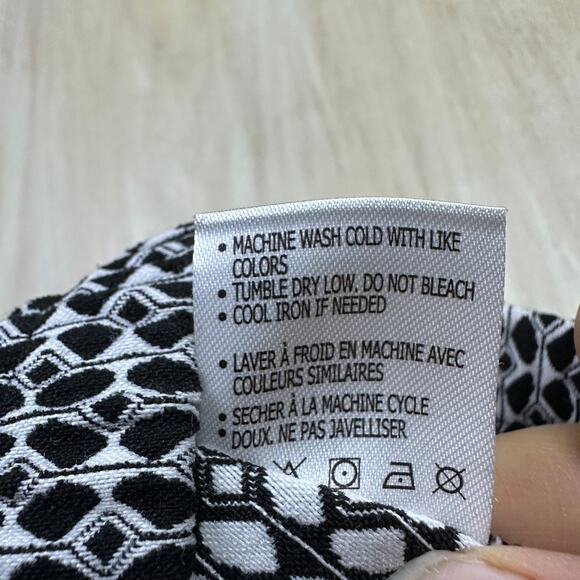 • MACHINE WASH COLD WITH LIKE
COLORS
• TUMBLE DRY LOW. DO NOT BLEACH
• COOL IRON IF NEEDED
• LAVER À FROID EN MACHINE AVEC
COULEURS SIMILAIRES
• SECHER À LA MACHINE CYCLE
• DOUX. NE PAS JAVELLISER